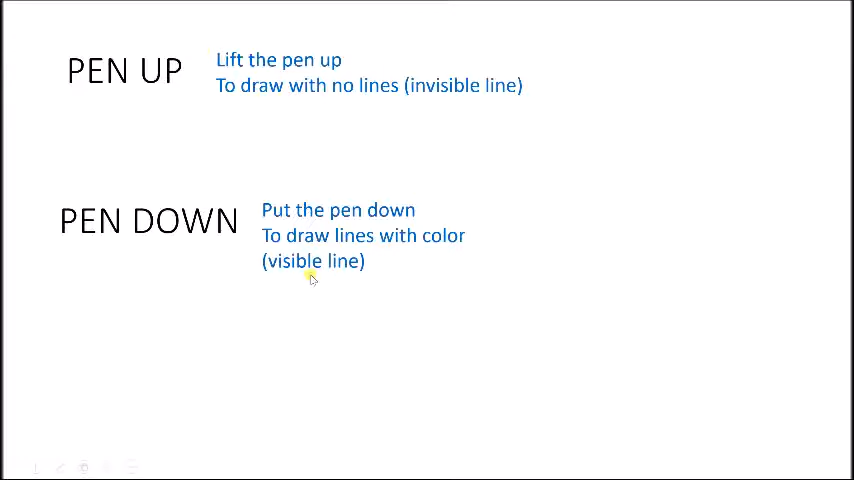 PEN UP
Lift the pen up
To draw with no lines (invisible line)
PEN DOWN
Put the pen down
To draw lines with color
(visible line)